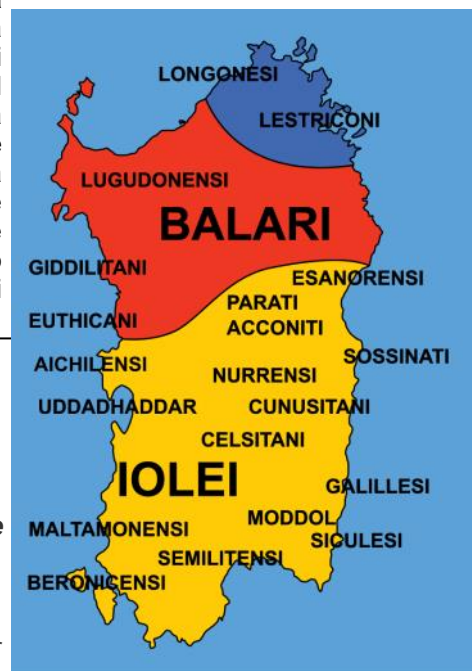 LONGONESI
LESTRICONI
LUGUDONENSI
BALARI
GIDDILITANI
ESANORENSI
PARATI
EUTHICANI
ACCONITI
AICHILENSI
SOSSINATI
NURRENSI
UDDADHADDAR
CUNUSITANI
CELSITANI
IOLEI
GALILLESI
MODDOL
MALTAMONENSI
SICULESI
SEMILITENSI
BERONICENSI